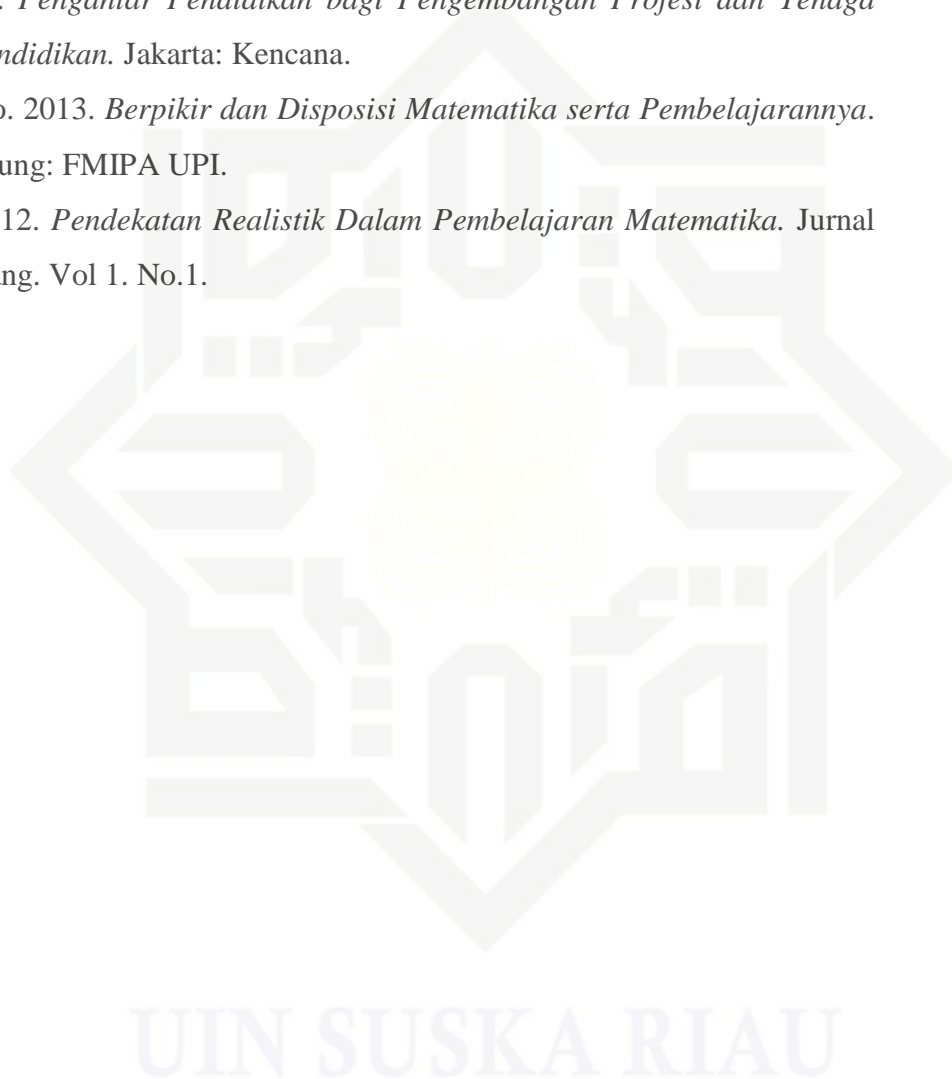 . Pengantar Pendidikan bagi Pengembangan Profesi dan Tenaga
ndidikan. Jakarta: Kencana.
o. 2013. Berpikir dan Disposisi Matematika serta Pembelajarannya.
ung: FMIPA UPI.
12. Pendekatan Realistik Dalam Pembelajaran Matematika. Jurnal
ng. Vol 1. No.1.
UIN SUSKA RIAU